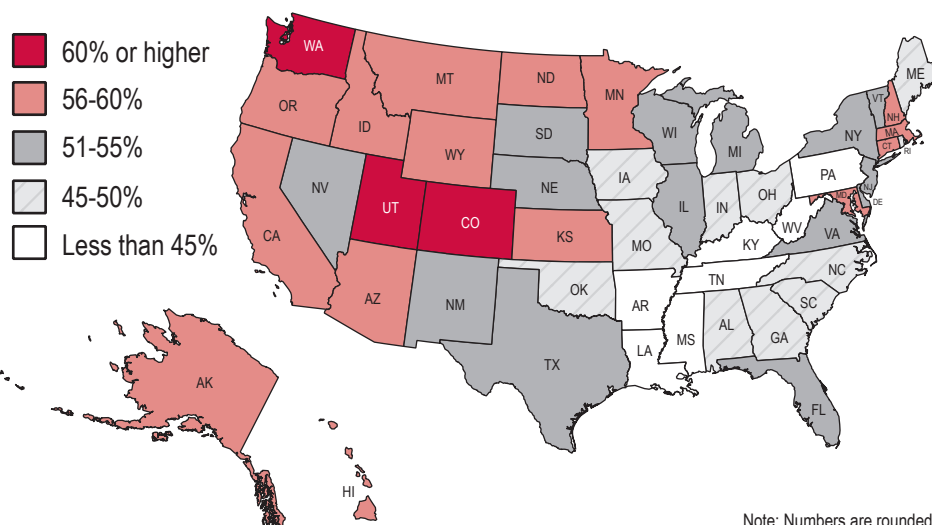 60% or higher
56-60%
51-55%
45-50%
Less than 45%
WA
OR
ID
MT
ND
MN
WY
SD
WI
MI
ME
VT
NH
NY
MA
CT
RI
NV
UT
CO
NE
IA
IL
IN
OH
PA
NJ
MD
DE
CA
KS
MO
KY
WV
VA
AZ
NM
OK
AR
TN
NC
SC
TX
LA
MS
AL
GA
FL
AK
HI
Note: Numbers are rounded